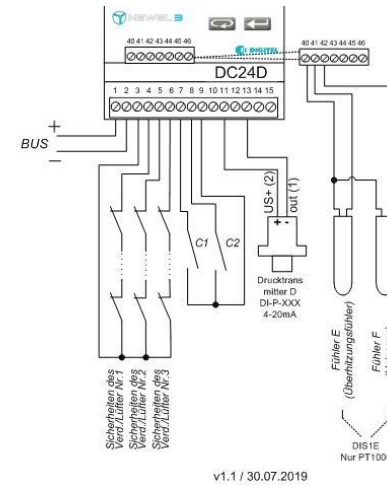 NEWEL 3
DIGITEL
40 41 42 43 44 45 46
40 41 42 43 44 45 46
DC24D
1 2 3 4 5 6 7 8 9 10 11 12 13 14 15
+
BUS
–
US+ (2)
out (1)
+ -
C1
C2
Drucktrans
mitter D
DI-P-XXX
4-20mA
Sicherheiten des
Verd./Lüfter Nr.1
Sicherheiten des
Verd./Lüfter Nr.2
Sicherheiten des
Verd./Lüfter Nr.3
Fühler E
(Überhitzungsfühler)
Fühler F
DIS1E
Nur PT100
v1.1 / 30.07.2019